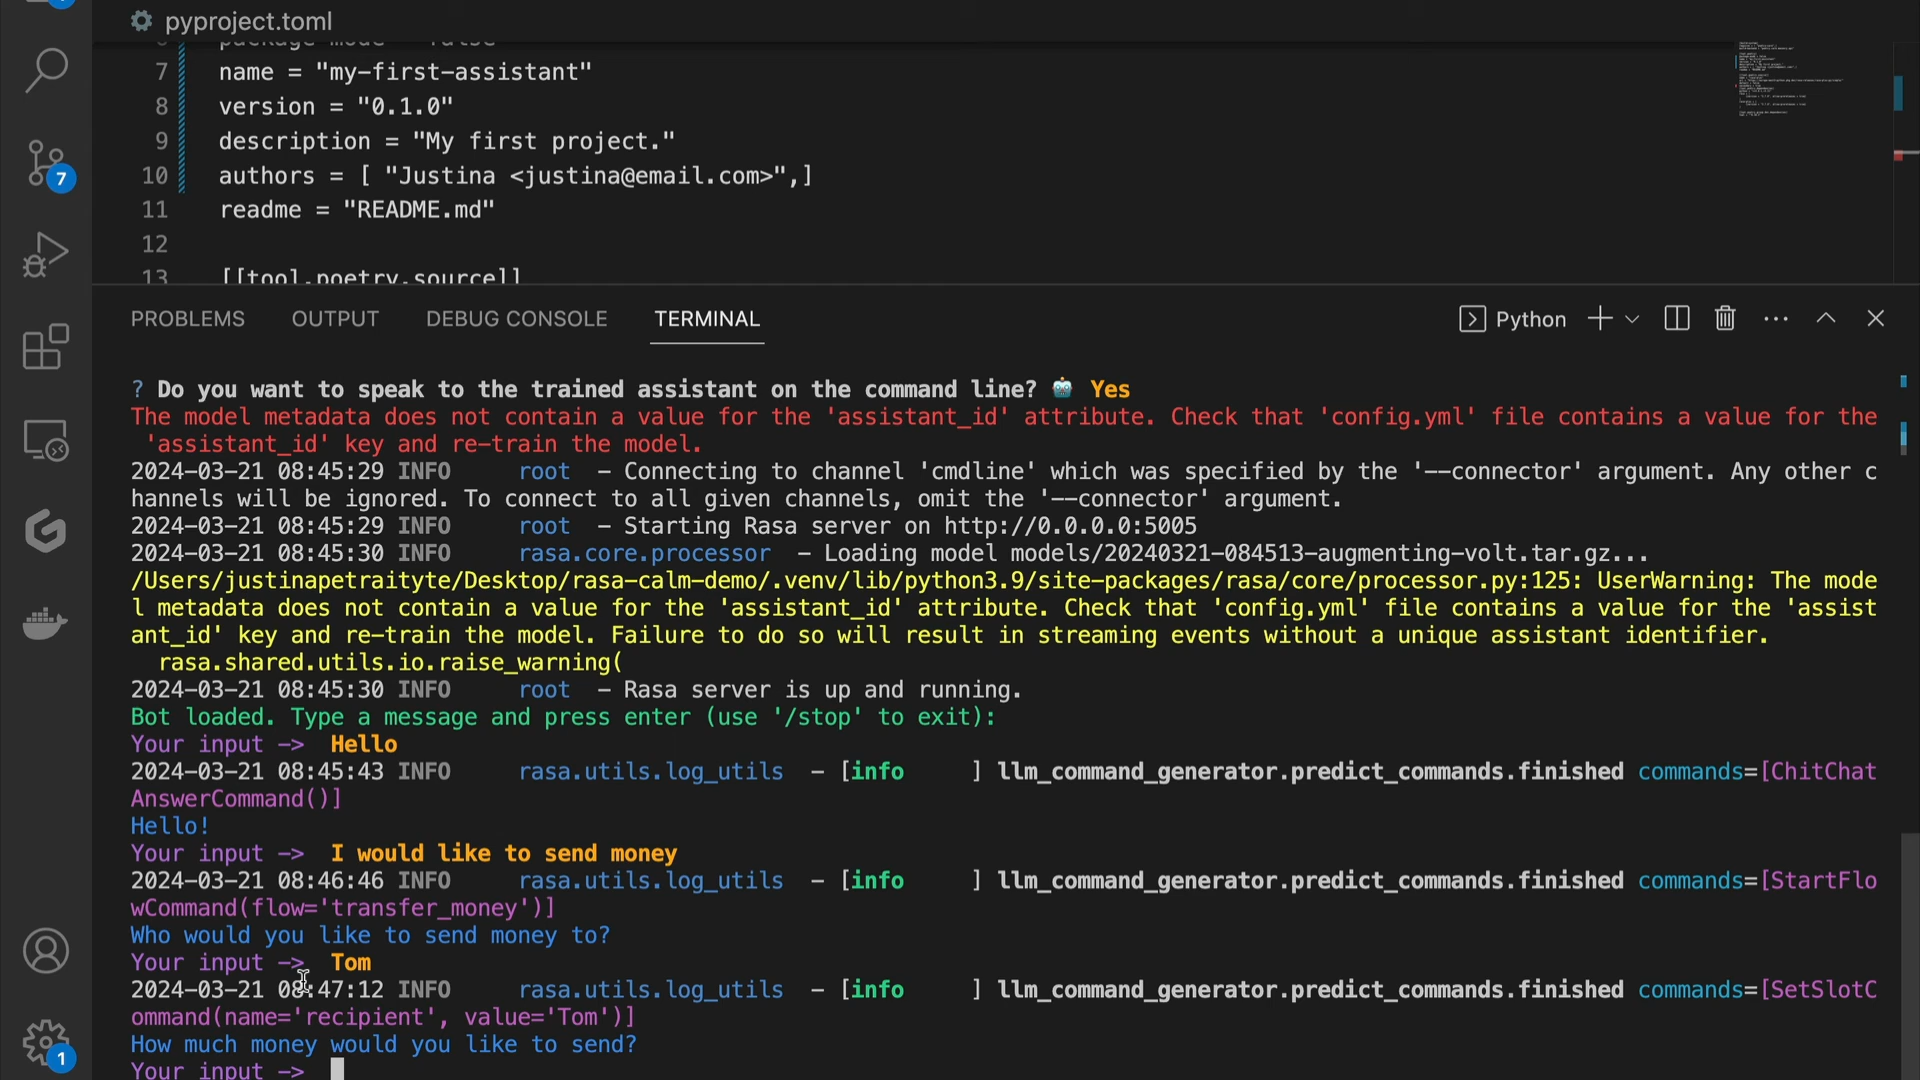 pyproject.toml
6 package-mode = false
7 name = "my-first-assistant"
8 version = "0.1.0"
9 description = "My first project."
10 authors = [ "Justina <justina@email.com>",]
11 readme = "README.md"
12
13 [[tool.poetry.source]]
7
PROBLEMS OUTPUT DEBUG CONSOLE TERMINAL Python
? Do you want to speak to the trained assistant on the command line? 🤖 Yes
The model metadata does not contain a value for the 'assistant_id' attribute. Check that 'config.yml' file contains a value for the
'assistant_id' key and re-train the model.
2024-03-21 08:45:29 INFO root - Connecting to channel 'cmdline' which was specified by the '--connector' argument. Any other c
hannels will be ignored. To connect to all given channels, omit the '--connector' argument.
2024-03-21 08:45:29 INFO root - Starting Rasa server on http://0.0.0.0:5005
2024-03-21 08:45:30 INFO rasa.core.processor - Loading model models/20240321-084513-augmenting-volt.tar.gz...
/Users/justinapetraityte/Desktop/rasa-calm-demo/.venv/lib/python3.9/site-packages/rasa/core/processor.py:125: UserWarning: The mode
l metadata does not contain a value for the 'assistant_id' attribute. Check that 'config.yml' file contains a value for the 'assist
ant_id' key and re-train the model. Failure to do so will result in streaming events without a unique assistant identifier.
rasa.shared.utils.io.raise_warning(
2024-03-21 08:45:30 INFO root - Rasa server is up and running.
Bot loaded. Type a message and press enter (use '/stop' to exit):
Your input -> Hello
2024-03-21 08:45:43 INFO rasa.utils.log_utils - [info ] llm_command_generator.predict_commands.finished commands=[ChitChat
AnswerCommand()]
Hello!
Your input -> I would like to send money
2024-03-21 08:46:46 INFO rasa.utils.log_utils - [info ] llm_command_generator.predict_commands.finished commands=[StartFlo
wCommand(flow='transfer_money')]
Who would you like to send money to?
Your input -> Tom
2024-03-21 08:47:12 INFO rasa.utils.log_utils - [info ] llm_command_generator.predict_commands.finished commands=[SetSlotC
ommand(name='recipient', value='Tom')]
How much money would you like to send?
Your input ->
1